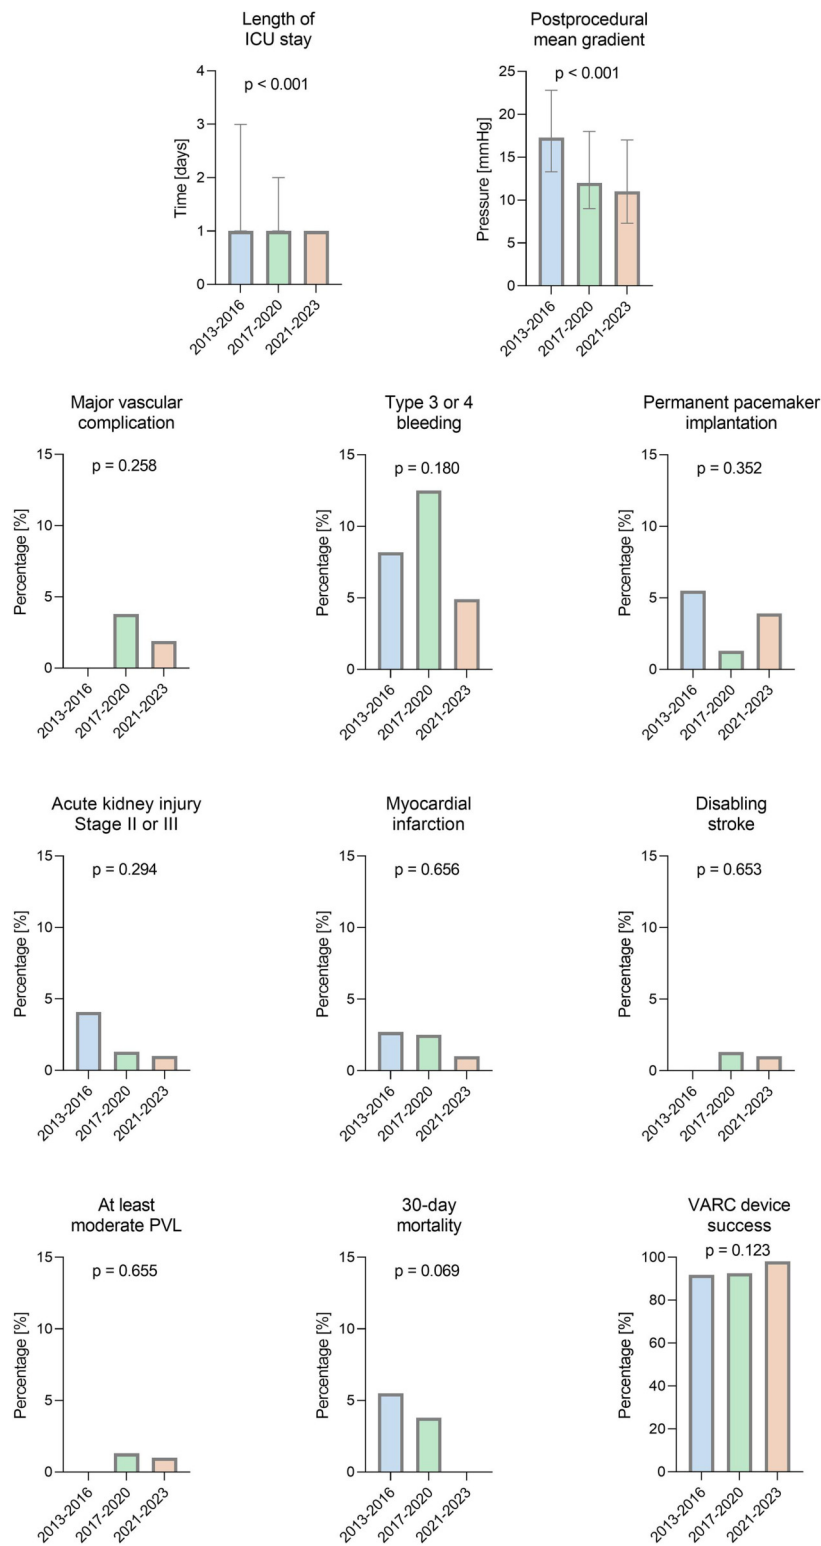 Length of
ICU stay
p < 0.001
Time [days]
4
3
2
1
0
2013-2016
2017-2020
2021-2023
Postprocedural
mean gradient
p < 0.001
Pressure [mmHg]
25
20
15
10
5
0
2013-2016
2017-2020
2021-2023
Major vascular
complication
p = 0.258
Percentage [%]
15
10
5
0
2013-2016
2017-2020
2021-2023
Type 3 or 4
bleeding
p = 0.180
Percentage [%]
15
10
5
0
2013-2016
2017-2020
2021-2023
Permanent pacemaker
implantation
p = 0.352
Percentage [%]
15
10
5
0
2013-2016
2017-2020
2021-2023
Acute kidney injury
Stage II or III
p = 0.294
Percentage [%]
15
10
5
0
2013-2016
2017-2020
2021-2023
Myocardial
infarction
p = 0.656
Percentage [%]
15
10
5
0
2013-2016
2017-2020
2021-2023
Disabling
stroke
p = 0.653
Percentage [%]
15
10
5
0
2013-2016
2017-2020
2021-2023
At least
moderate PVL
p = 0.655
Percentage [%]
15
10
5
0
2013-2016
2017-2020
2021-2023
30-day
mortality
p = 0.069
Percentage [%]
15
10
5
0
2013-2016
2017-2020
2021-2023
VARC device
success
p = 0.123
Percentage [%]
100
80
60
40
20
0
2013-2016
2017-2020
2021-2023